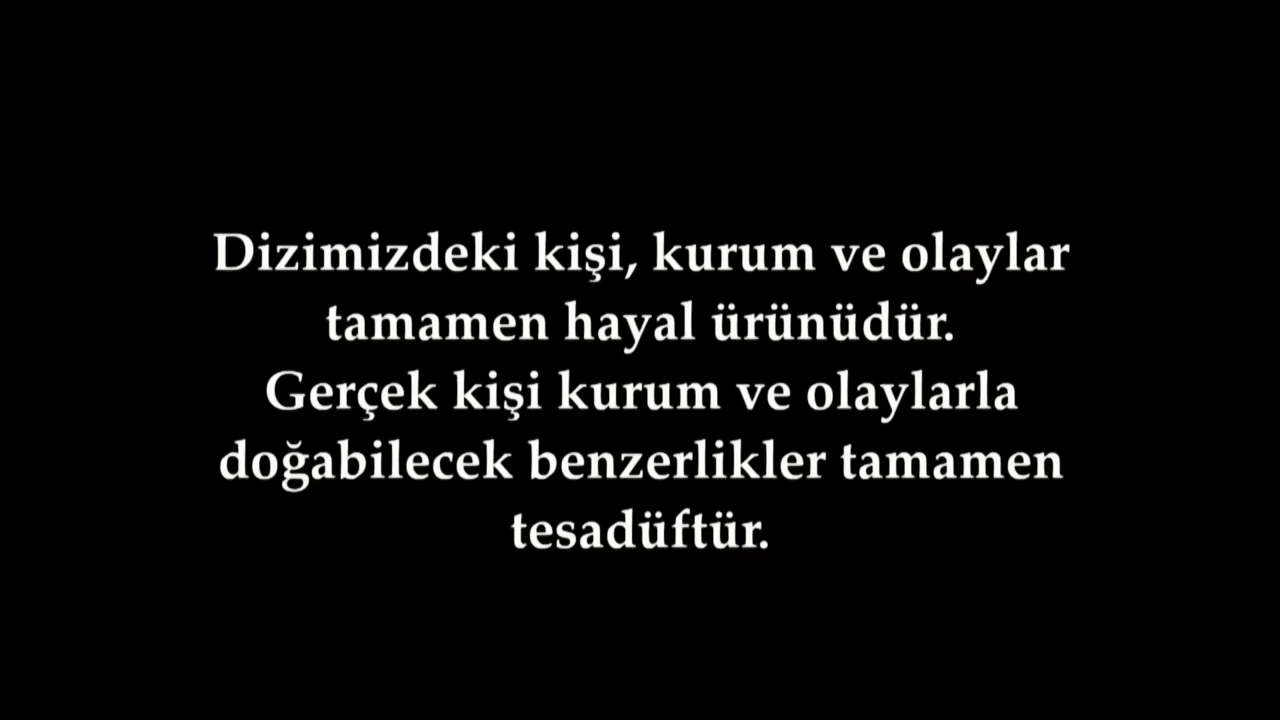 Dizimizdeki kişi, kurum ve olaylar
tamamen hayal ürünüdür.
Gerçek kişi kurum ve olaylarla
doğabilecek benzerlikler tamamen
tesadüftür.